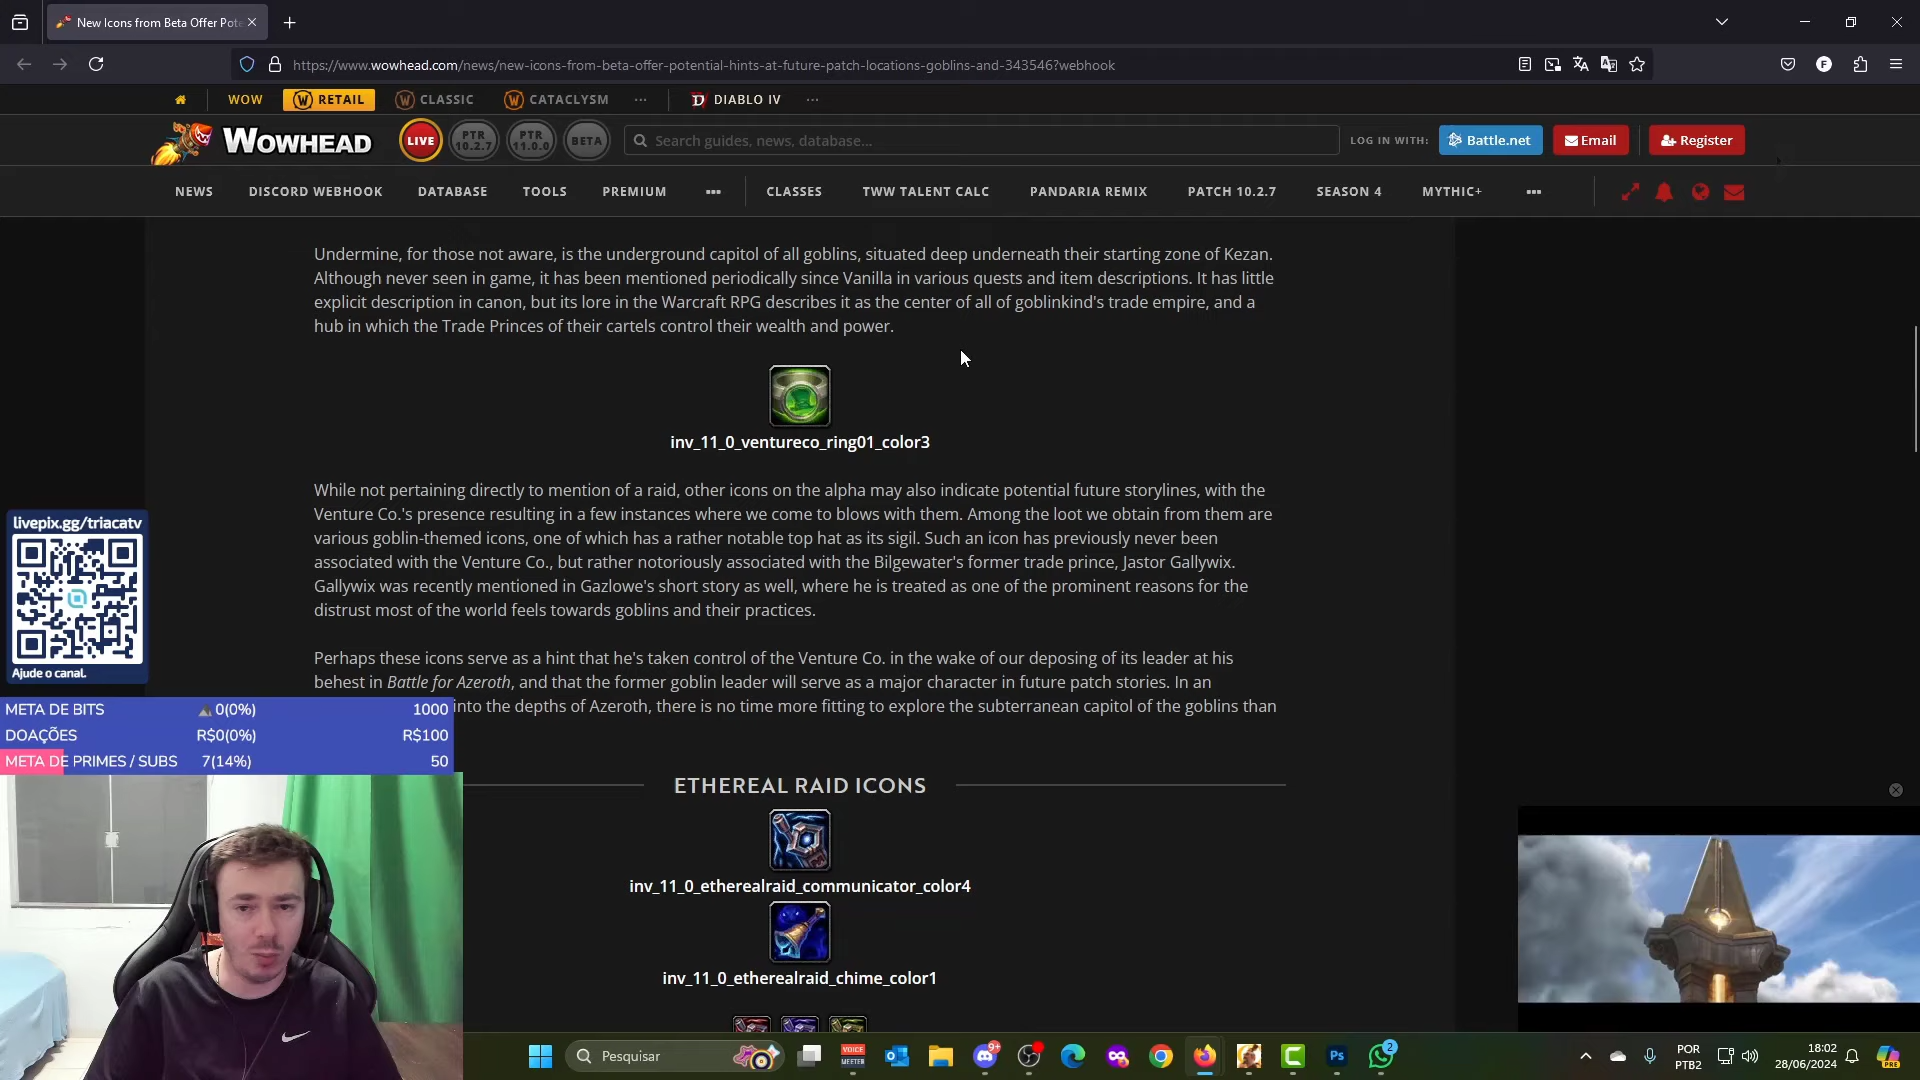 New Icons from Beta Offer Pote
https://www.wowhead.com/news/new-icons-from-beta-offer-potential-hints-at-future-patch-locations-goblins-and-343546?webhook
WOW
RETAIL
CLASSIC
CATACLYSM
DIABLO IV
WOWHEAD
LIVE
PTR 10.2.7
PTR 11.0.0
BETA
Search guides, news, database...
LOG IN WITH:
Battle.net
Email
Register
NEWS
DISCORD WEBHOOK
DATABASE
TOOLS
PREMIUM
CLASSES
TWW TALENT CALC
PANDARIA REMIX
PATCH 10.2.7
SEASON 4
MYTHIC+
Undermine, for those not aware, is the underground capitol of all goblins, situated deep underneath their starting zone of Kezan.
Although never seen in game, it has been mentioned periodically since Vanilla in various quests and item descriptions. It has little
explicit description in canon, but its lore in the Warcraft RPG describes it as the center of all of goblinkind's trade empire, and a
hub in which the Trade Princes of their cartels control their wealth and power.
inv_11_0_ventureco_ring01_color3
While not pertaining directly to mention of a raid, other icons on the alpha may also indicate potential future storylines, with the
Venture Co.'s presence resulting in a few instances where we come to blows with them. Among the loot we obtain from them are
various goblin-themed icons, one of which has a rather notable top hat as its sigil. Such an icon has previously never been
associated with the Venture Co., but rather notoriously associated with the Bilgewater's former trade prince, Jastor Gallywix.
Gallywix was recently mentioned in Gazlowe's short story as well, where he is treated as one of the prominent reasons for the
distrust most of the world feels towards goblins and their practices.
Perhaps these icons serve as a hint that he's taken control of the Venture Co. in the wake of our deposing of its leader at his
behest in Battle for Azeroth, and that the former goblin leader will serve as a major character in future patch stories. In an
into the depths of Azeroth, there is no time more fitting to explore the subterranean capitol of the goblins than
ETHEREAL RAID ICONS
inv_11_0_etherealraid_communicator_color4
inv_11_0_etherealraid_chime_color1
livepix.gg/triacatv
Ajude o canal.
META DE BITS 0(0%) 1000
DOAÇÕES R$0(0%) R$100
META DE PRIMES / SUBS 7(14%) 50
Pesquisar
VOICE MEETER
9+
Ps
2
POR
PTB2
18:02
28/06/2024
PRE